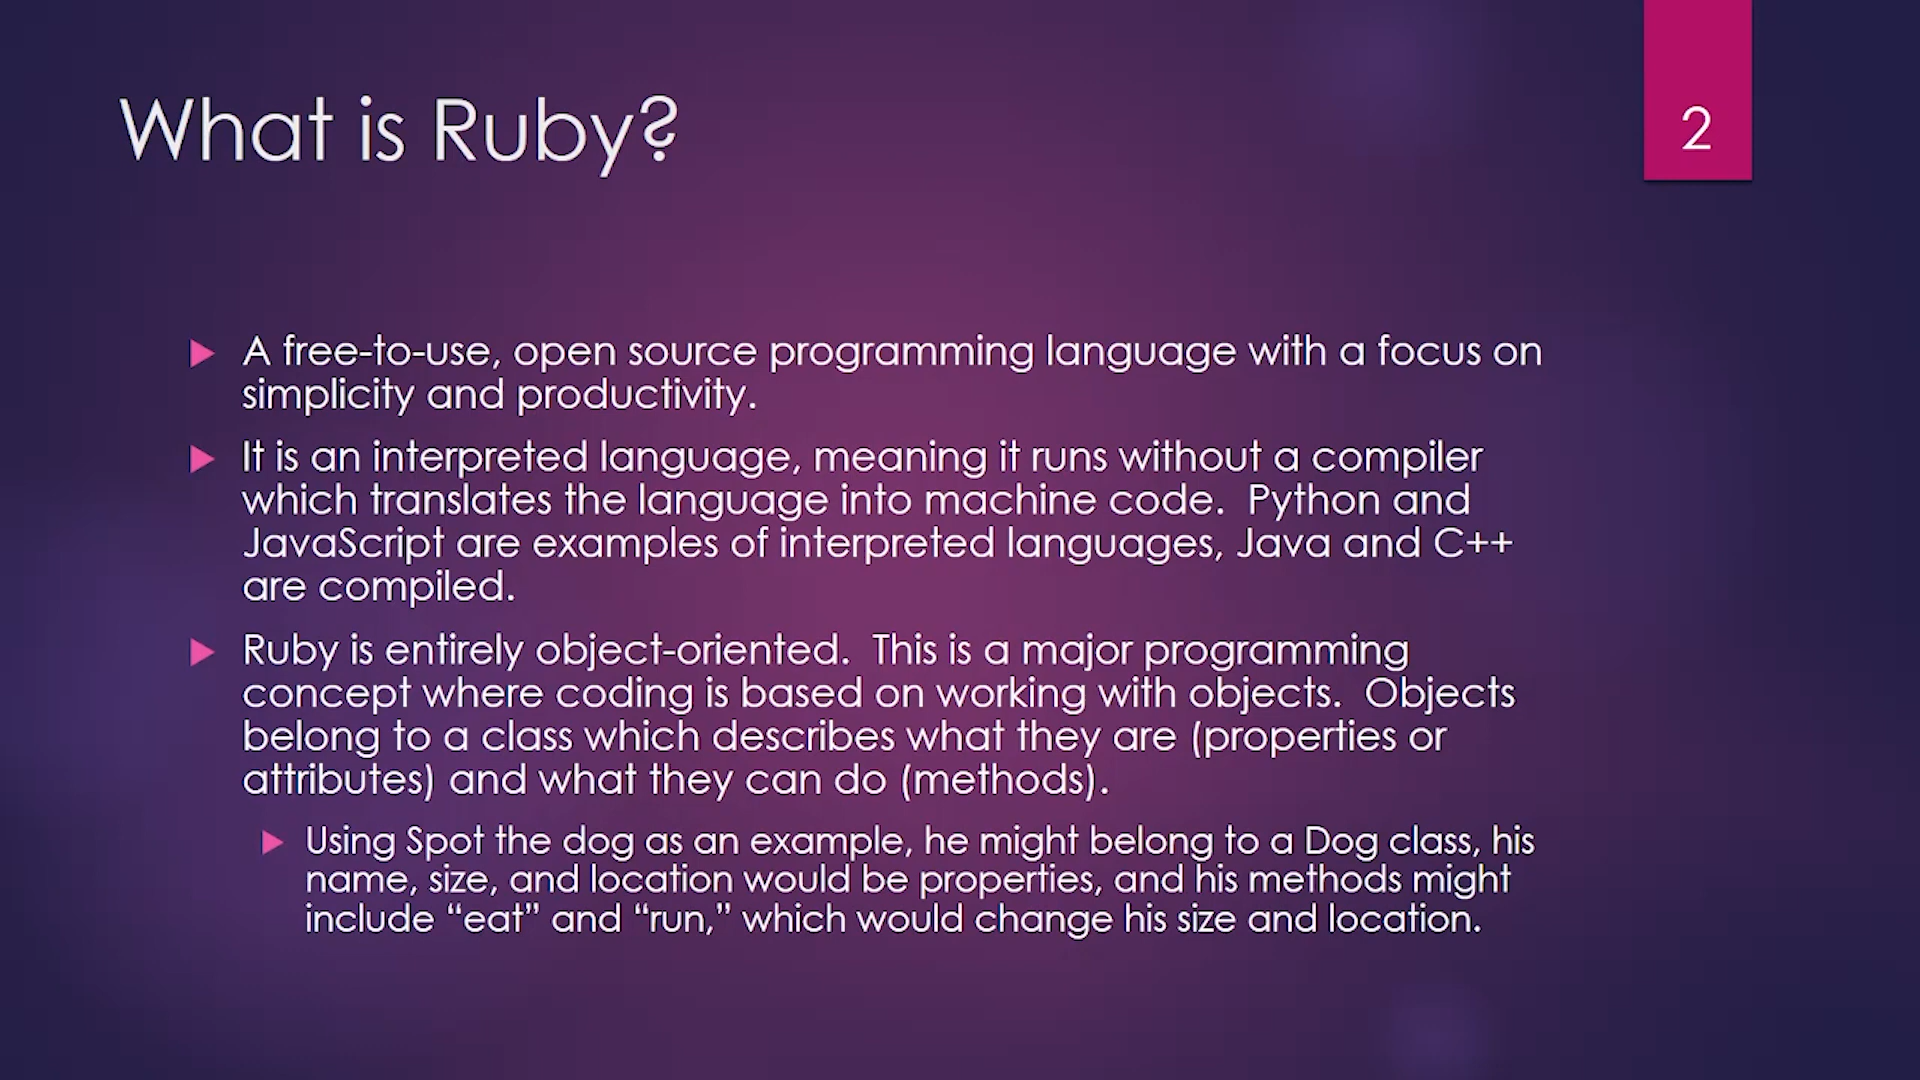 What is Ruby?
2
A free-to-use, open source programming language with a focus on
simplicity and productivity.
It is an interpreted language, meaning it runs without a compiler
which translates the language into machine code.  Python and
JavaScript are examples of interpreted languages, Java and C++
are compiled.
Ruby is entirely object-oriented.  This is a major programming
concept where coding is based on working with objects.  Objects
belong to a class which describes what they are (properties or
attributes) and what they can do (methods).
Using Spot the dog as an example, he might belong to a Dog class, his
name, size, and location would be properties, and his methods might
include “eat” and “run,” which would change his size and location.